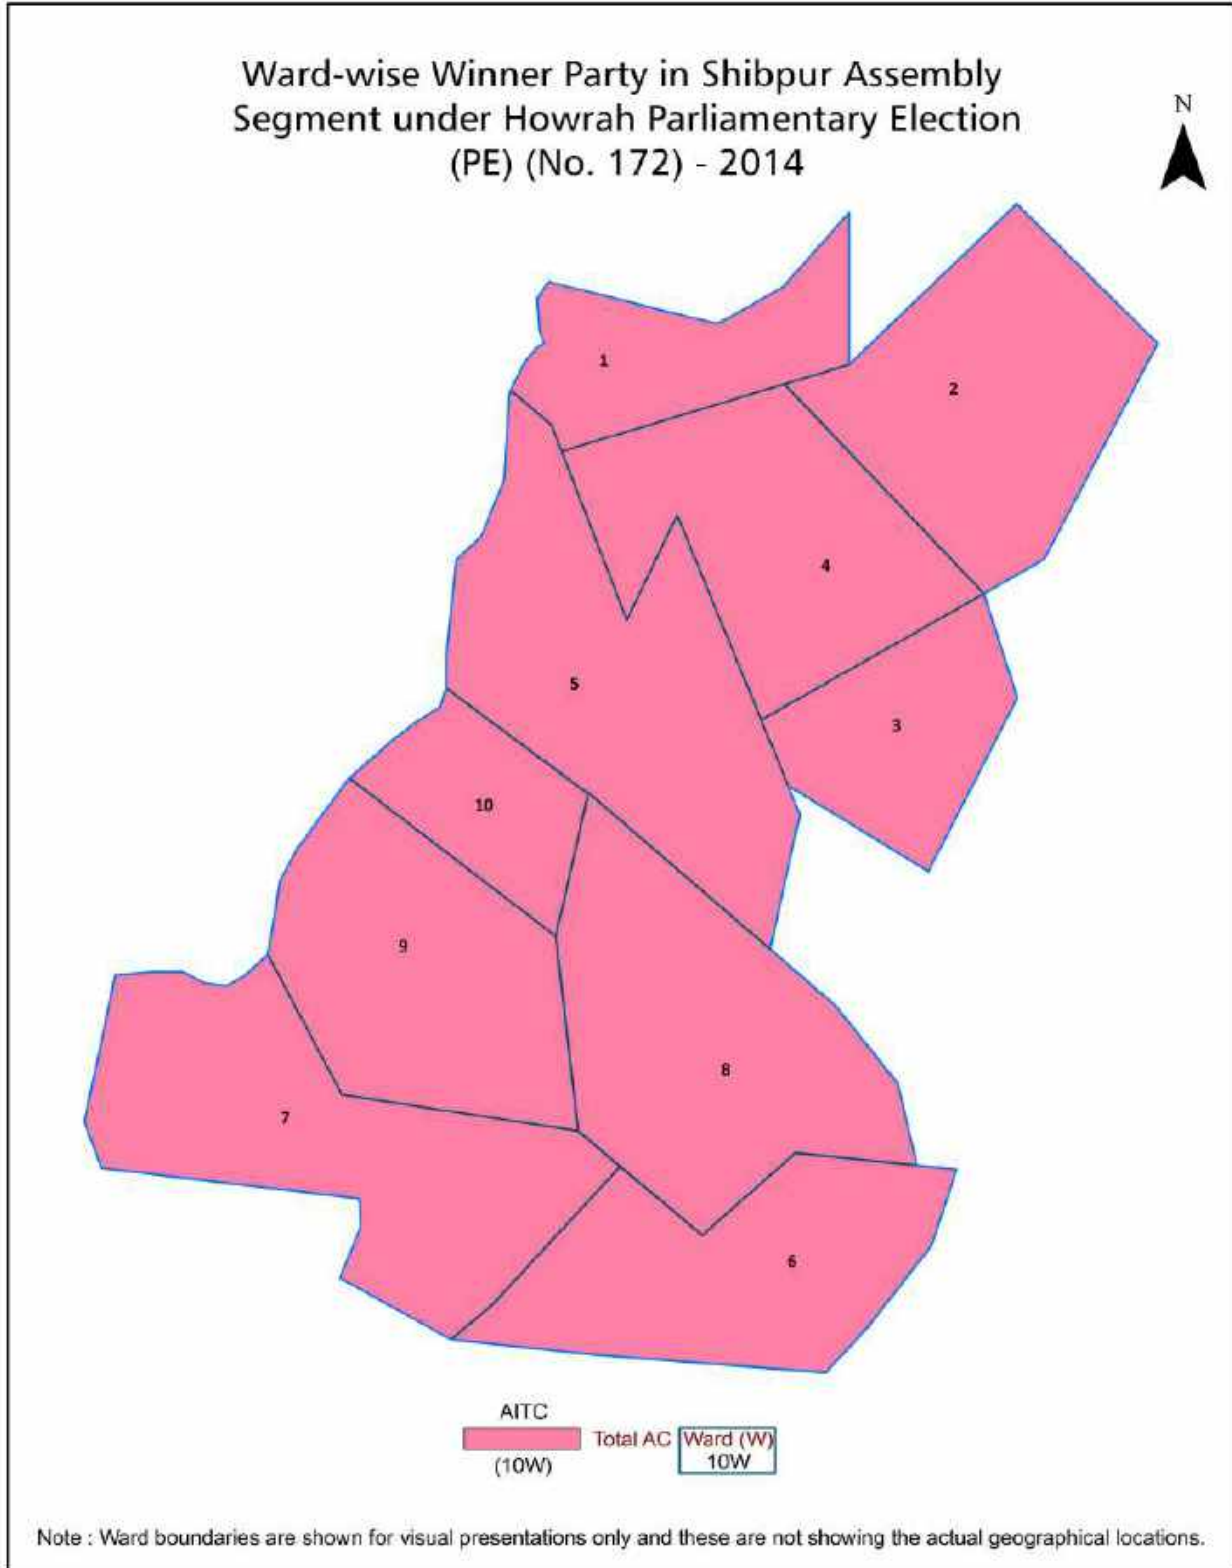 Ward-wise Winner Party in Shibpur Assembly
Segment under Howrah Parliamentary Election
(PE) (No. 172) - 2014
N
1
2
4
5
3
10
9
8
7
6
AITC
Total AC
Ward (W)
(10W)
10W
Note : Ward boundaries are shown for visual presentations only and these are not showing the actual geographical locations.